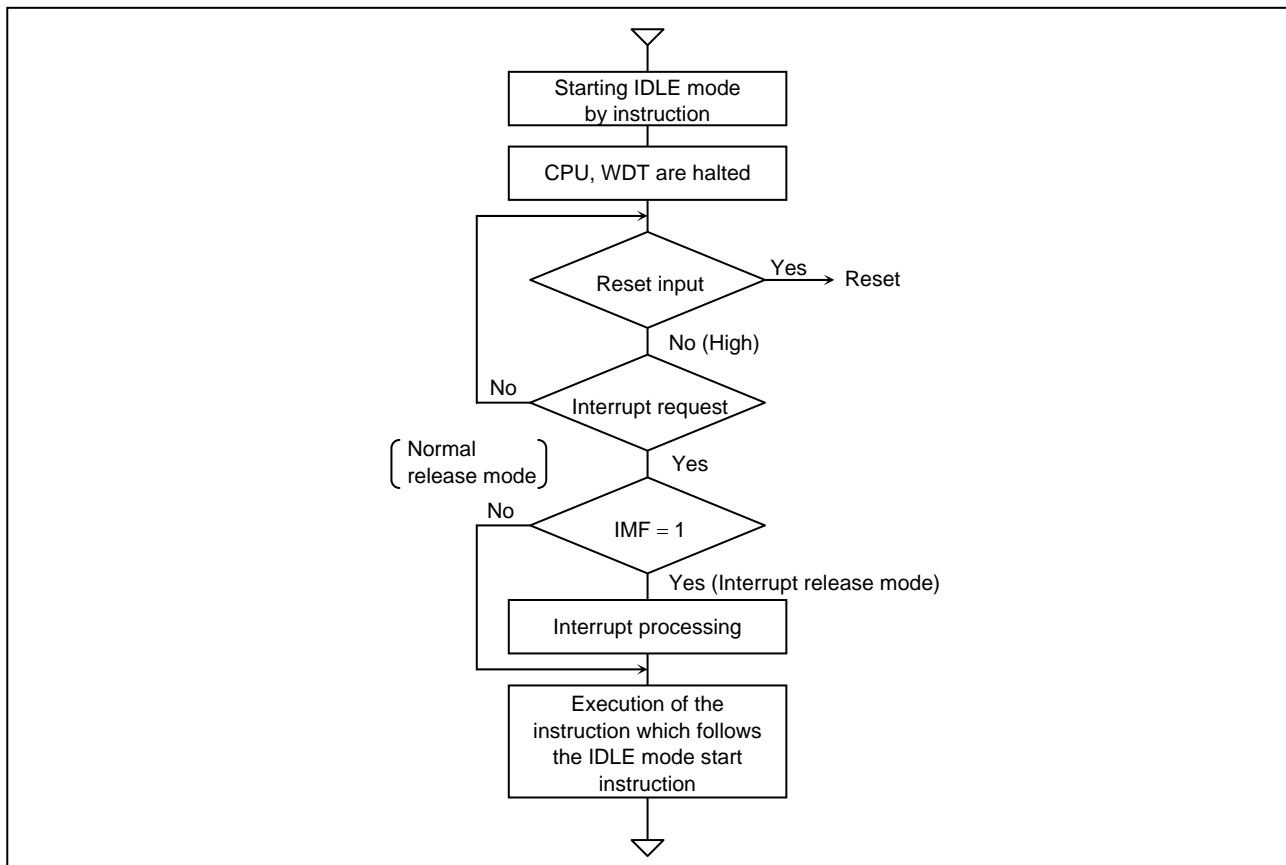 Starting IDLE mode
by instruction
CPU, WDT are halted
Reset input
Yes
Reset
No (High)
No
Interrupt request
Normal
release mode
Yes
No
IMF = 1
Yes (Interrupt release mode)
Interrupt processing
Execution of the
instruction which follows
the IDLE mode start
instruction